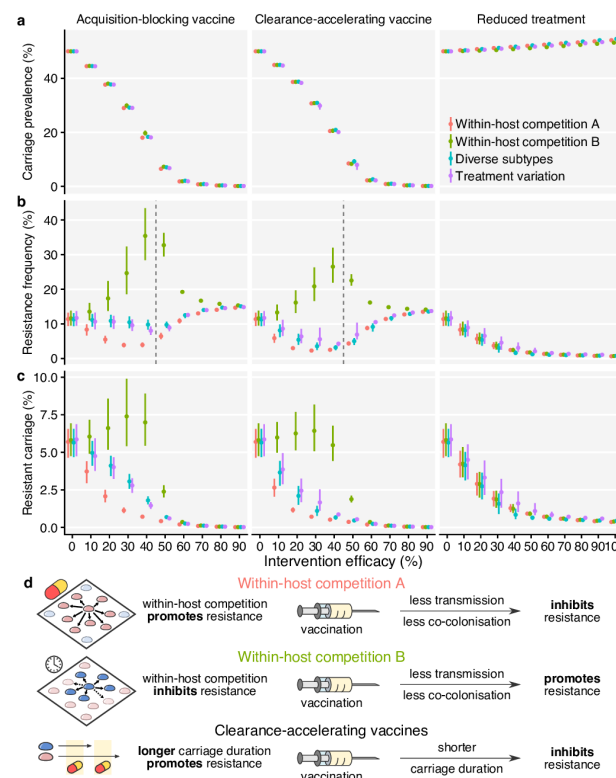 a
Acquisition-blocking vaccine
Clearance-accelerating vaccine
Reduced treatment
Carriage prevalence (%)
40
20
0
Within-host competition A
Within-host competition B
Diverse subtypes
Treatment variation
b
Resistance frequency (%)
40
30
20
10
0
c
Resistant carriage (%)
10.0
7.5
5.0
2.5
0.0
0 10 20 30 40 50 60 70 80 90
0 10 20 30 40 50 60 70 80 90
0 10 20 30 40 50 60 70 80 90100
Intervention efficacy (%)
d
Within-host competition A
within-host competition
promotes resistance
vaccination
less transmission
less co-colonisation
inhibits
resistance
Within-host competition B
within-host competition
inhibits resistance
vaccination
less transmission
less co-colonisation
promotes
resistance
Clearance-accelerating vaccines
longer carriage duration
promotes resistance
vaccination
shorter
carriage duration
inhibits
resistance